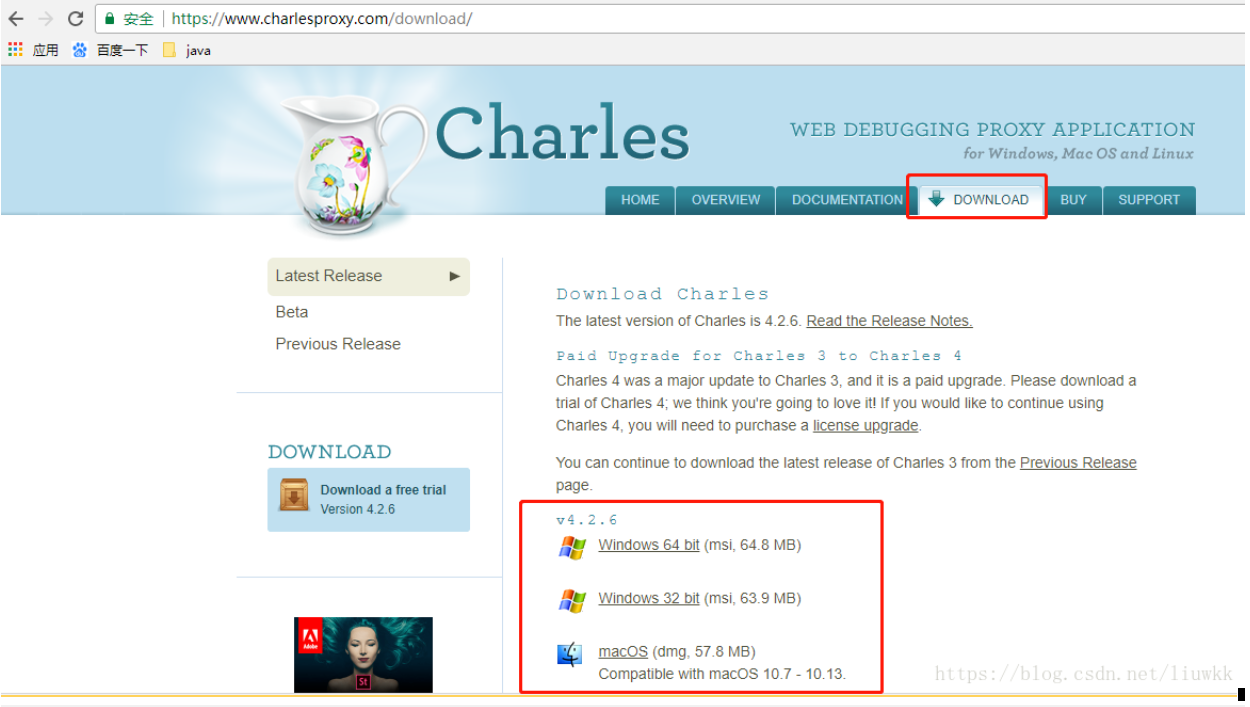 安全 https://www.charlesproxy.com/download/
应用 百度一下 java
Charles
WEB DEBUGGING PROXY APPLICATION
for Windows, Mac OS and Linux
HOME OVERVIEW DOCUMENTATION DOWNLOAD BUY SUPPORT
Latest Release
Beta
Previous Release
DOWNLOAD
Download a free trial
Version 4.2.6
Adobe
St
Download Charles
The latest version of Charles is 4.2.6. Read the Release Notes.
Paid Upgrade for Charles 3 to Charles 4
Charles 4 was a major update to Charles 3, and it is a paid upgrade. Please download a
trial of Charles 4; we think you're going to love it! If you would like to continue using
Charles 4, you will need to purchase a license upgrade.
You can continue to download the latest release of Charles 3 from the Previous Release
page.
v4.2.6
Windows 64 bit (msi, 64.8 MB)
Windows 32 bit (msi, 63.9 MB)
macOS (dmg, 57.8 MB)
Compatible with macOS 10.7 - 10.13.
https://blog.csdn.net/liuwkk